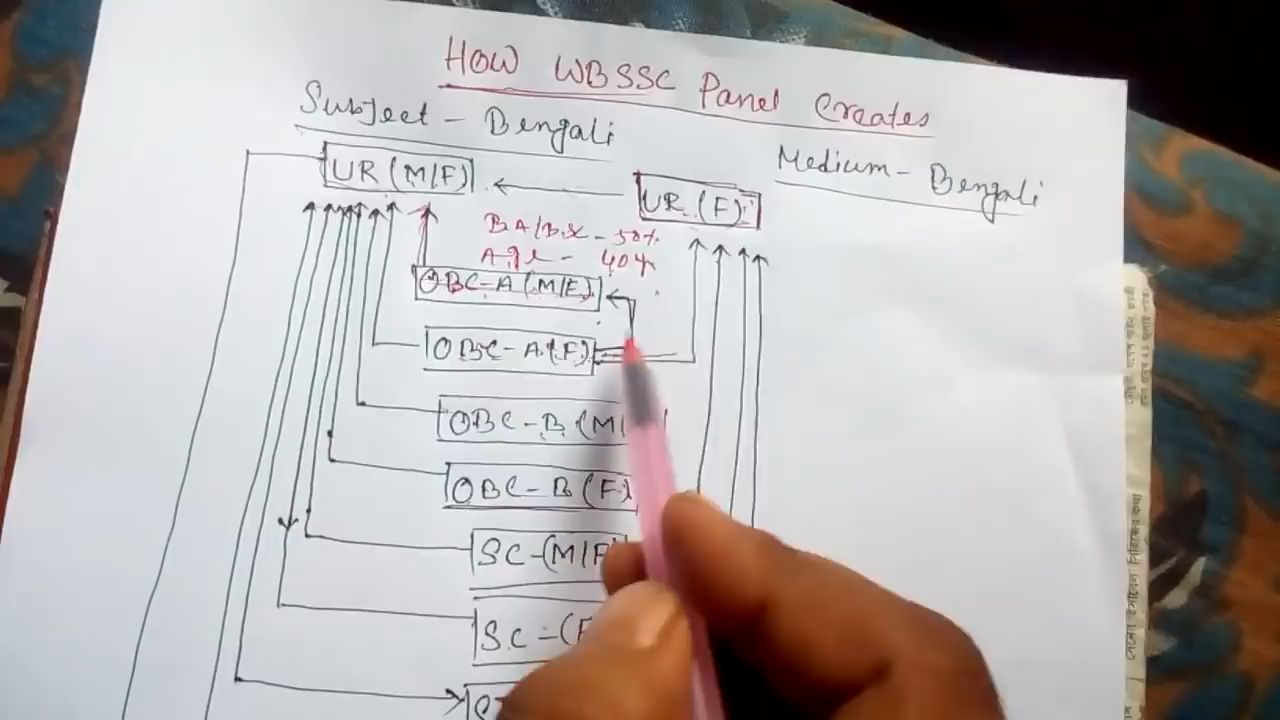 HOW WBSSC Panel Creates
Subject - Bengali
Medium - Bengali
UR (M/F)
UR (F)
BA/B.Sc - 50%
Age - 40%
OBC-A (M/F)
OBC-A (F)
OBC-B (M/
OBC-B (F)
SC-(M/F
SC-(F